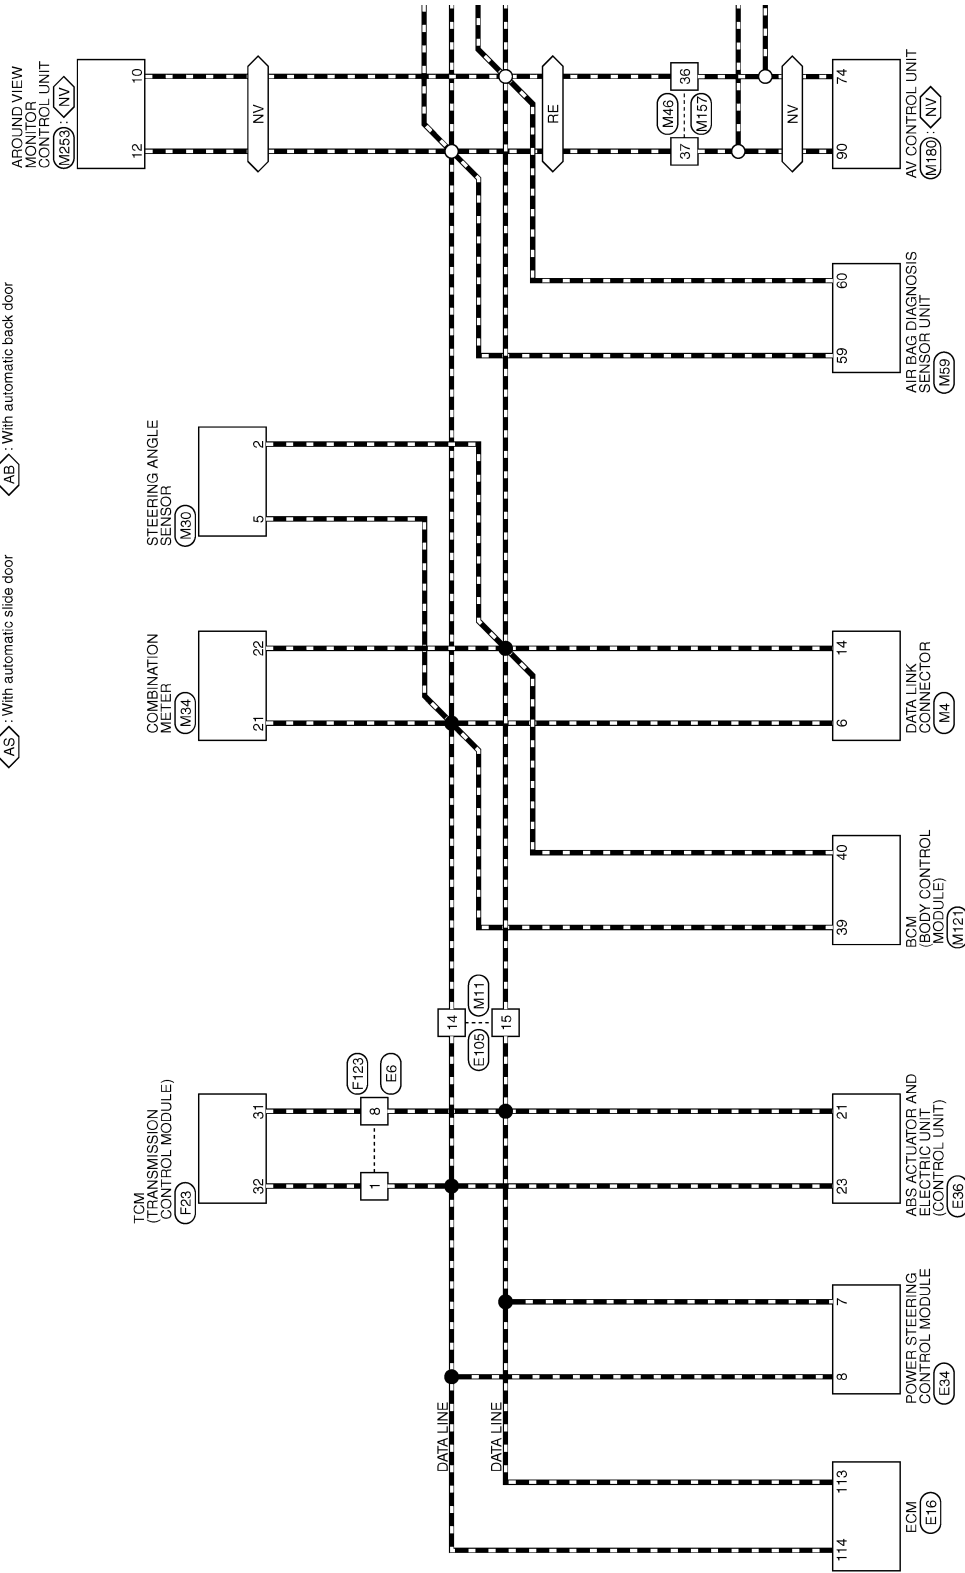 AS : With automatic slide door
AB : With automatic back door
TCM
(TRANSMISSION
CONTROL MODULE)
F23
32
31
1
8
F123
E6
COMBINATION
METER
M34
21
22
STEERING ANGLE
SENSOR
M30
5
2
AROUND VIEW
MONITOR
CONTROL UNIT
M253 : NV
12
10
NV
DATA LINE
DATA LINE
14
15
E105
M11
RE
37
36
M46
M157
NV
114
113
ECM
E16
8
7
POWER STEERING
CONTROL MODULE
E34
23
21
ABS ACTUATOR AND
ELECTRIC UNIT
(CONTROL UNIT)
E36
39
40
BCM
(BODY CONTROL
MODULE)
M121
6
14
DATA LINK
CONNECTOR
M4
59
60
AIR BAG DIAGNOSIS
SENSOR UNIT
M59
90
74
AV CONTROL UNIT
M180 : NV